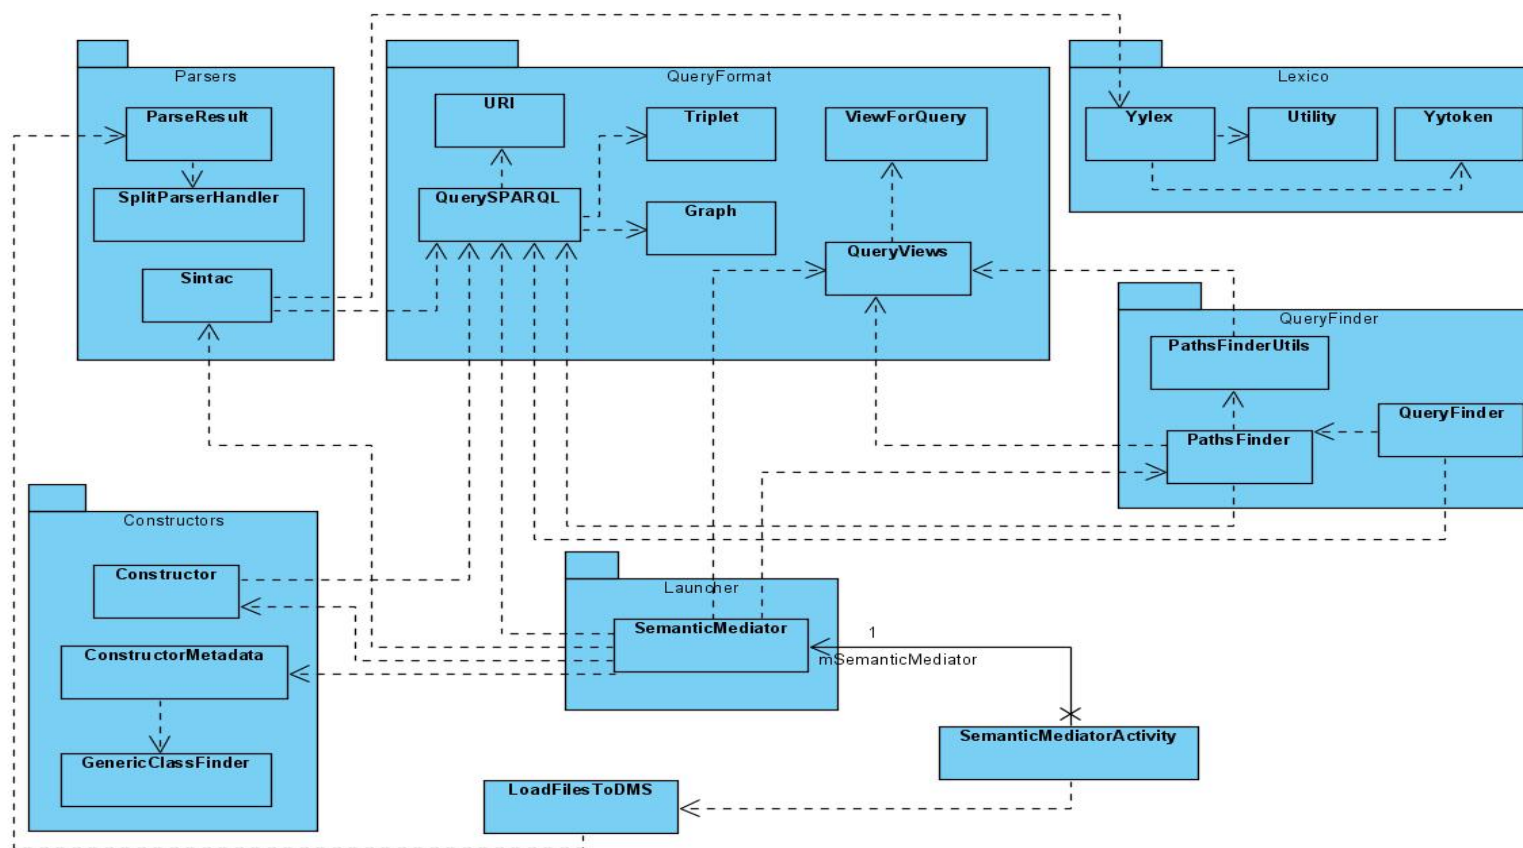 Parsers
ParseResult
SplitParserHandler
Sintac
QueryFormat
URI
Triplet
ViewForQuery
QuerySPARQL
Graph
QueryViews
Lexico
Yylex
Utility
Yytoken
QueryFinder
PathsFinderUtils
QueryFinder
PathsFinder
Constructors
Constructor
ConstructorMetadata
GenericClassFinder
Launcher
SemanticMediator
1
mSemanticMediator
SemanticMediatorActivity
LoadFilesToDMS